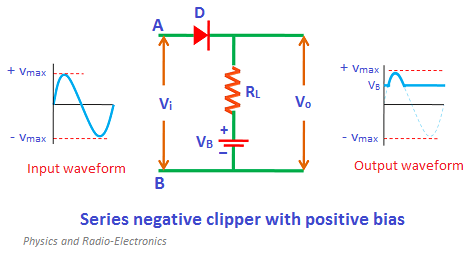 D
A
+ vmax
Vi
RL
Vo
+
VB
−
- vmax
Input waveform
B
+ vmax
VB
- vmax
Output waveform
Series negative clipper with positive bias
Physics and Radio-Electronics